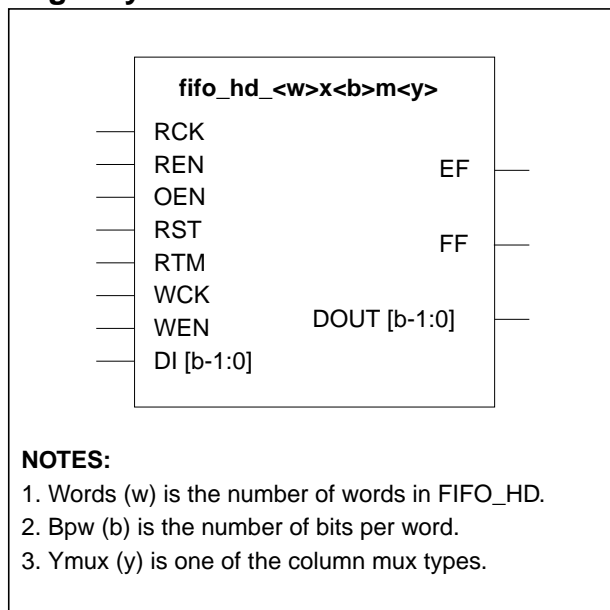 fifo_hd_<w>x<b>m<y>
RCK
REN
OEN
RST
RTM
WCK
WEN
DI [b-1:0]
EF
FF
DOUT [b-1:0]
NOTES:
1. Words (w) is the number of words in FIFO_HD.
2. Bpw (b) is the number of bits per word.
3. Ymux (y) is one of the column mux types.